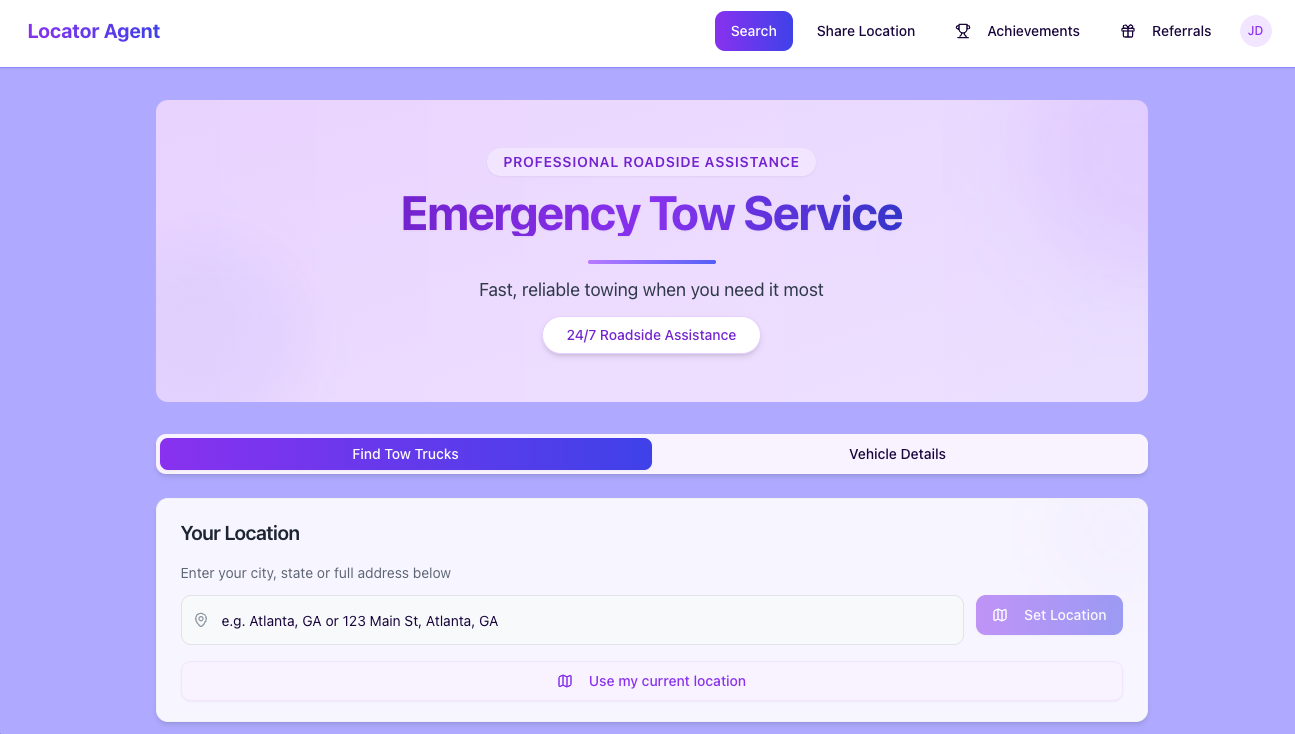 Locator Agent
Search
Share Location
Achievements
Referrals
JD
PROFESSIONAL ROADSIDE ASSISTANCE
Emergency Tow Service
Fast, reliable towing when you need it most
24/7 Roadside Assistance
Find Tow Trucks
Vehicle Details
Your Location
Enter your city, state or full address below
e.g. Atlanta, GA or 123 Main St, Atlanta, GA
Set Location
Use my current location